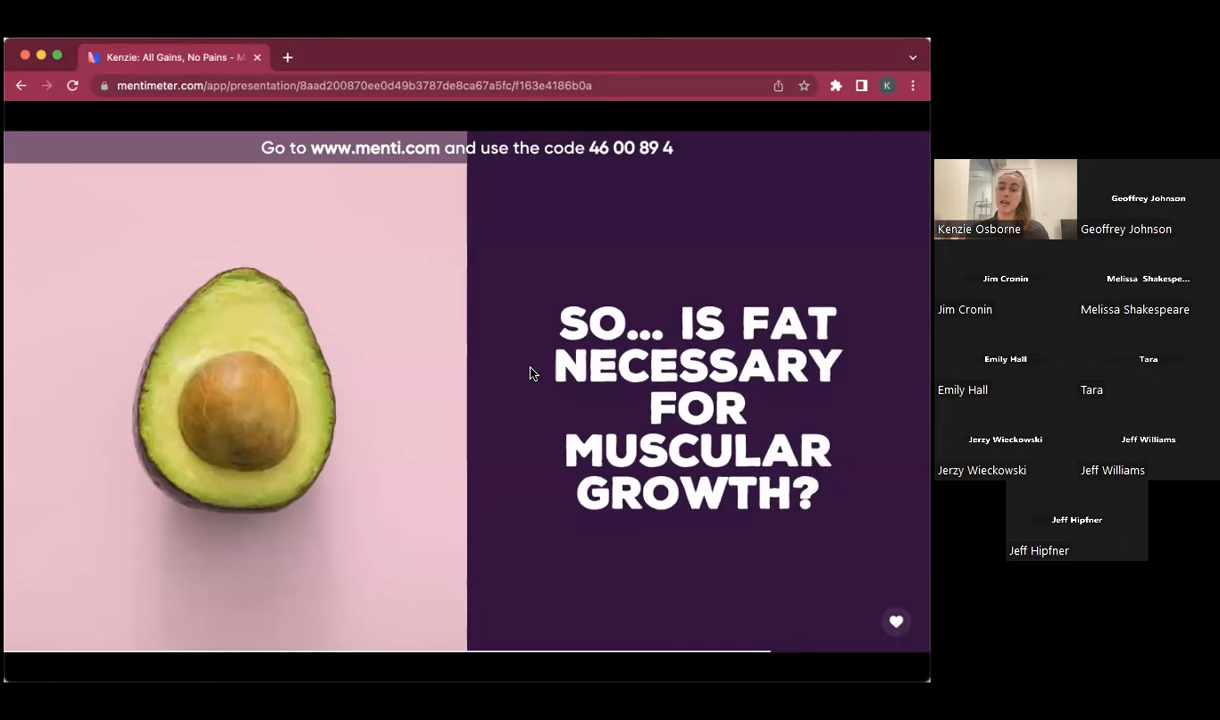 Kenzie: All Gains, No Pains - M
mentimeter.com/app/presentation/8aad200870ee0d49b3787de8ca67a5fc/f163e4186b0a
K
Go to www.menti.com and use the code 46 00 89 4
SO... IS FAT
NECESSARY
FOR
MUSCULAR
GROWTH?
Kenzie Osborne
Geoffrey Johnson
Geoffrey Johnson
Jim Cronin
Jim Cronin
Melissa Shakespe...
Melissa Shakespeare
Emily Hall
Emily Hall
Tara
Tara
Jerzy Wieckowski
Jerzy Wieckowski
Jeff Williams
Jeff Williams
Jeff Hipfner
Jeff Hipfner